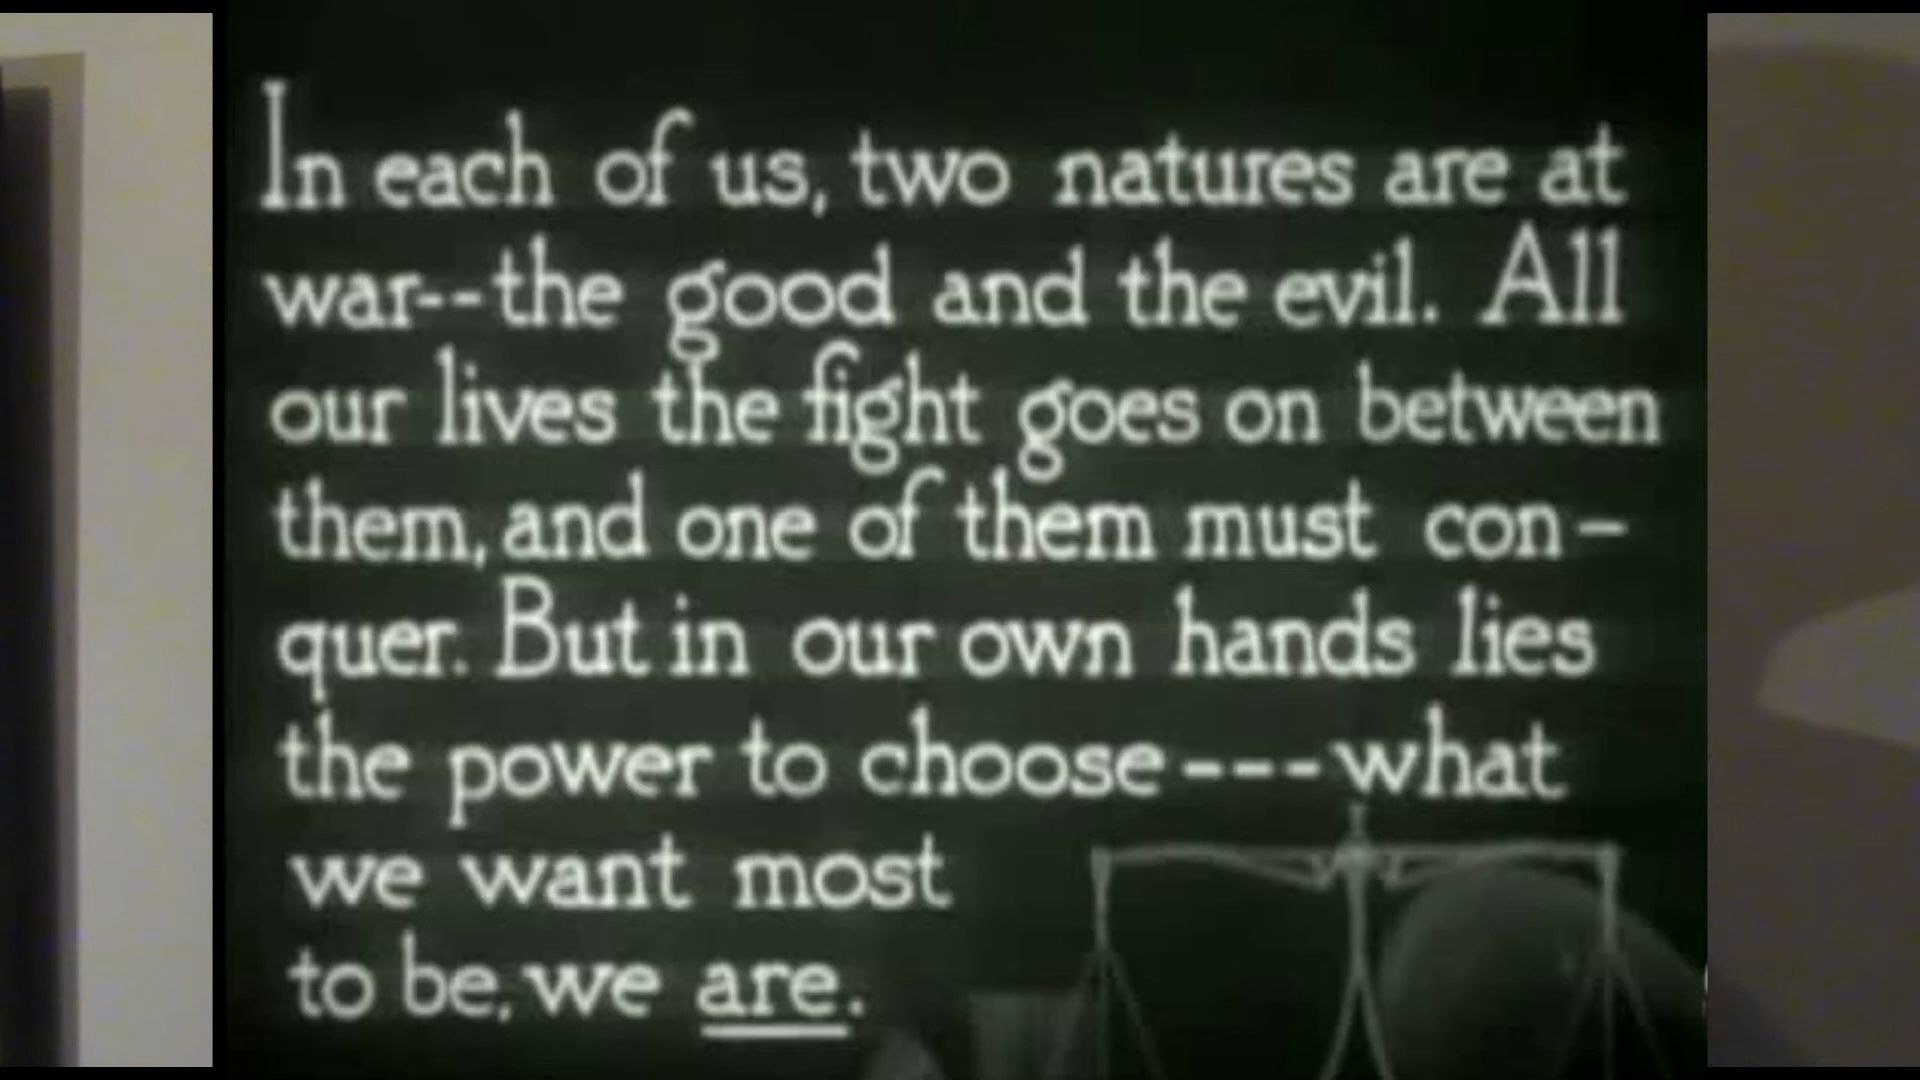 In each of us, two natures are at
war--the good and the evil. All
our lives the fight goes on between
them, and one of them must con-
quer. But in our own hands lies
the power to choose---what
we want most
to be, we are.